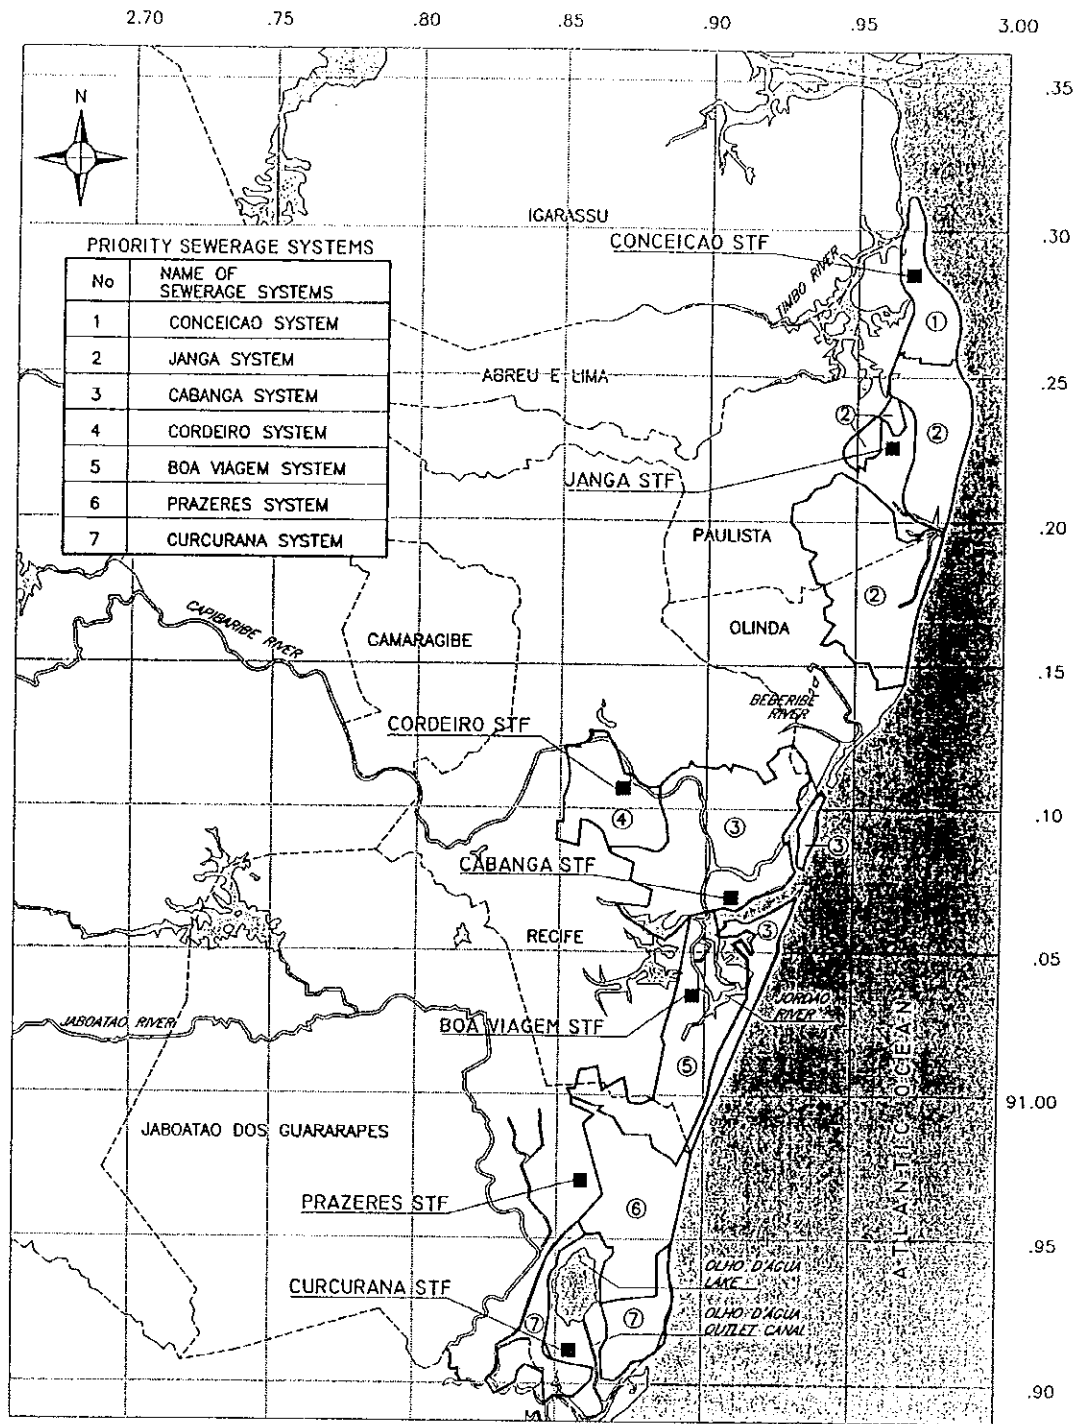 2.70 .75 .80 .85 .90 .95 3.00
.35
N
IGARASSU
CONCEICAO STF
.30
PRIORITY SEWERAGE SYSTEMS
No NAME OF SEWERAGE SYSTEMS
1 CONCEICAO SYSTEM
2 JANGA SYSTEM
3 CABANGA SYSTEM
4 CORDEIRO SYSTEM
5 BOA VIAGEM SYSTEM
6 PRAZERES SYSTEM
7 CURCURANA SYSTEM
TIMBO RIVER
1
ABREU E LIMA
.25
2
2
JANGA STF
PAULISTA
.20
2
OLINDA
CAPIBARIBE RIVER
CAMARAGIBE
.15
BEBERIBE
RIVER
CORDEIRO STF
.10
4
3
3
CABANGA STF
RECIFE
3
.05
JORDAO
RIVER
JABOATAO RIVER
BOA VIAGEM STF
5
91.00
ATLANTIC OCEAN
JABOATAO DOS GUARARAPES
PRAZERES STF
6
.95
OLHO D'AGUA
LAKE
CURCURANA STF
OLHO D'AGUA
OUTLET CANAL
7
7
.90